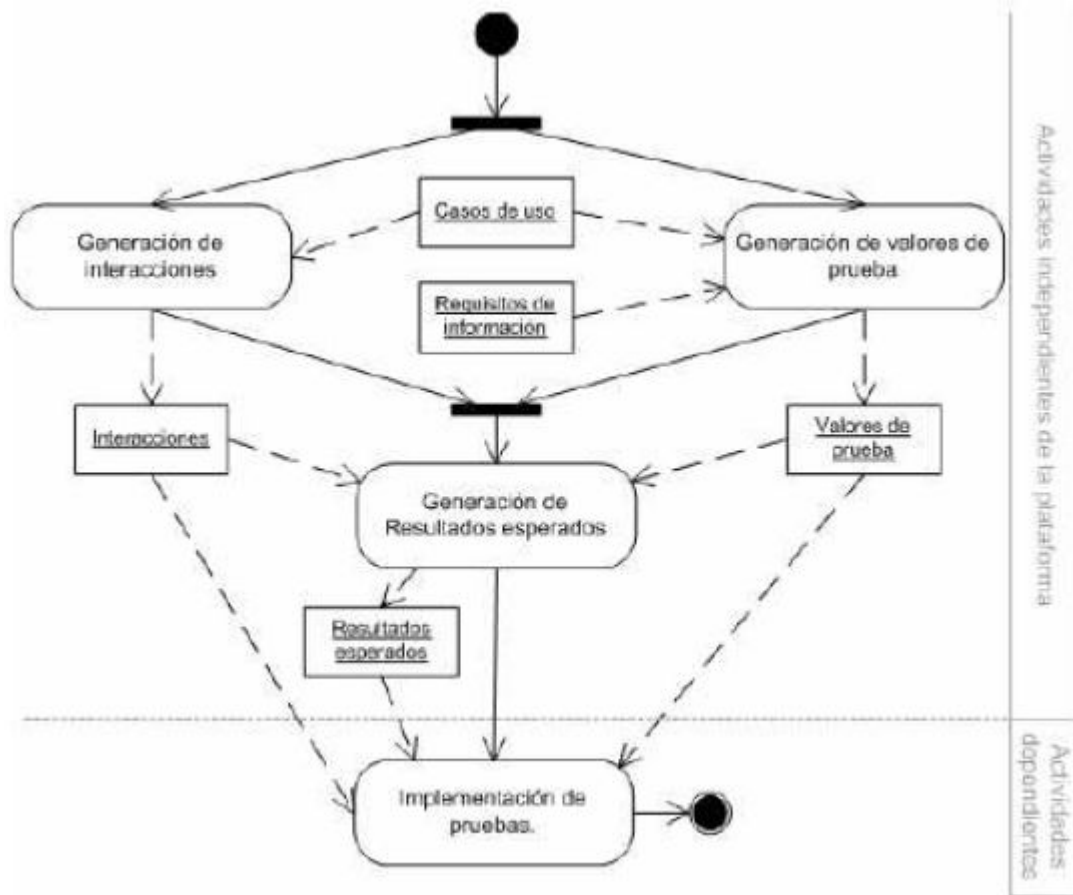 Casos de uso
Generación de
interacciones
Generación de valores de
prueba
Requisitos de
información
Interacciones
Valores de
prueba
Generación de
Resultados esperados
Resultados
esperados
Implementación de
pruebas.
Actividades independientes de la plataforma
Actividades
dependientes